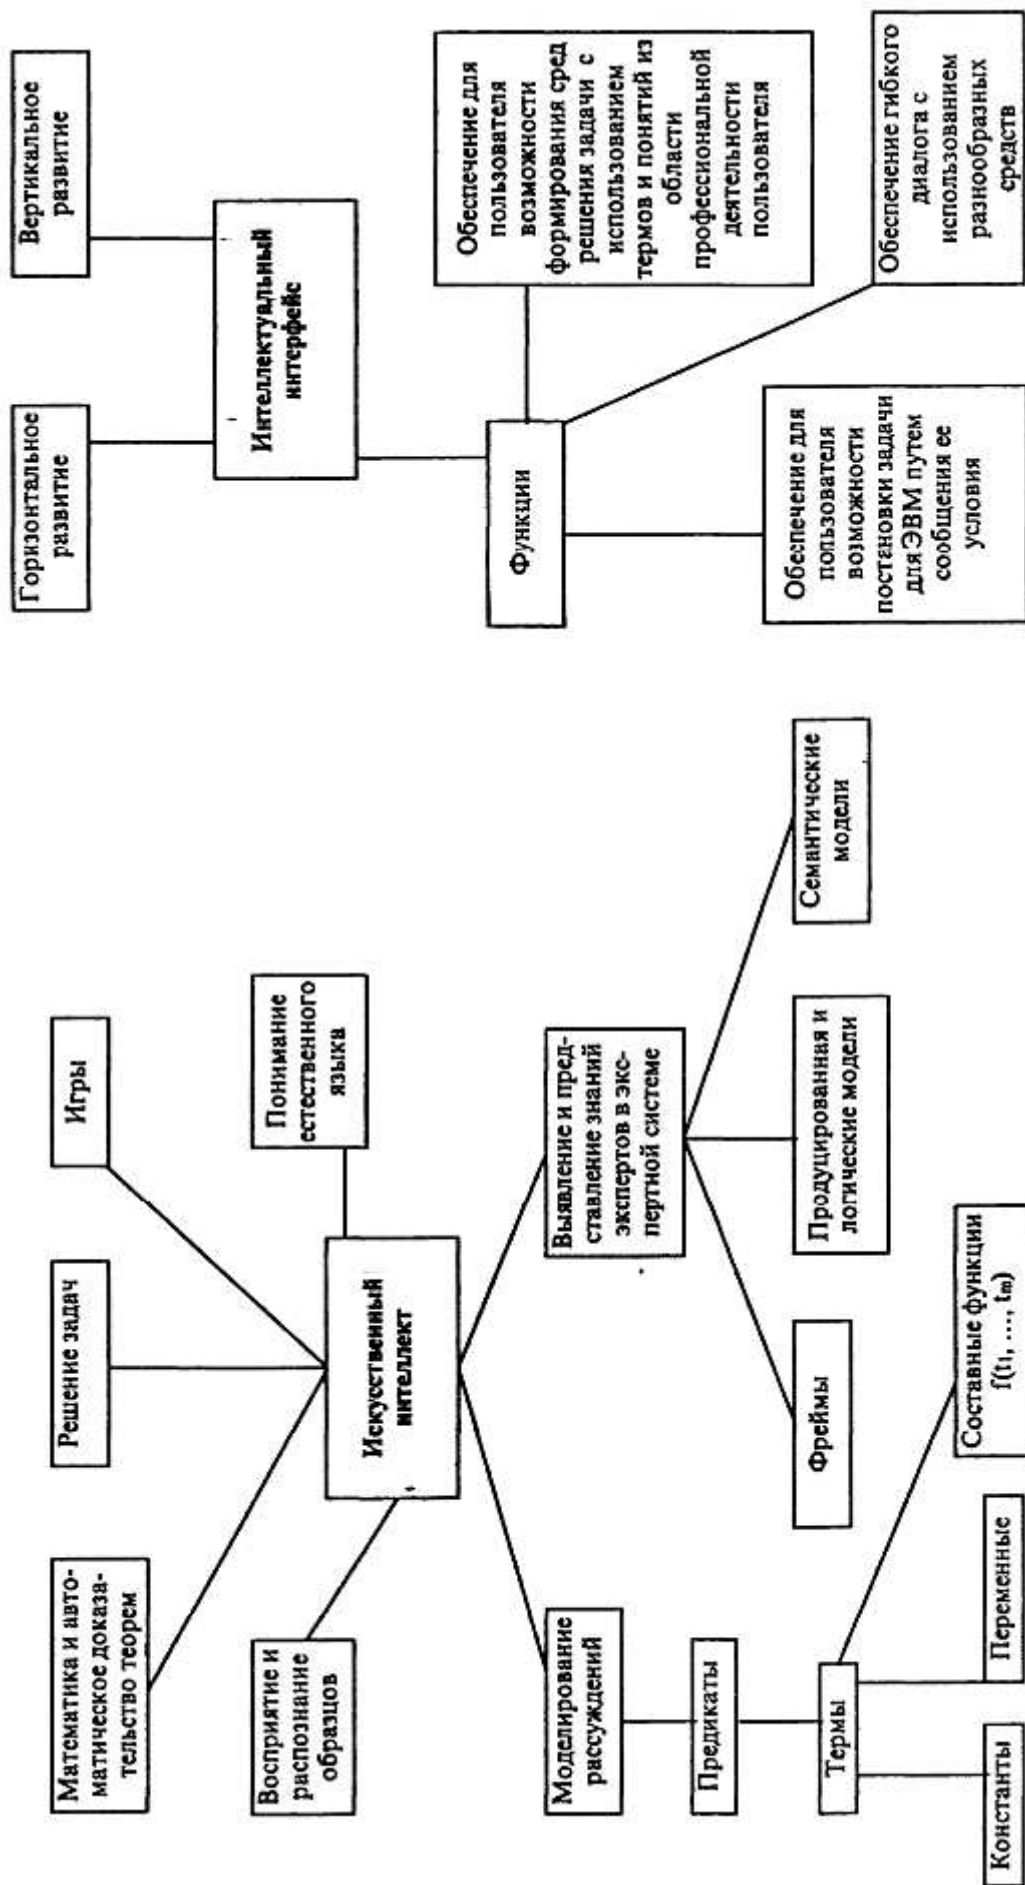 Математика и авто-
матическое доказа-
тельство теорем
Решение задач
Игры
Восприятие и
распознание
образцов
Искусственный
интеллект
Понимание
естественного
языка
Моделирование
рассуждений
Выявление и пред-
ставление знаний
экспертов в экс-
пертной системе
Предикаты
Термы
Фреймы
Продуцированная и
логические модели
Семантические
модели
Константы
Переменные
Составные функции
f(t₁, ..., tₘ)
Горизонтальное
развитие
Вертикальное
развитие
Интеллектуальный
интерфейс
Функции
Обеспечение для
пользователя
возможности
формирования сред
решения задачи с
использованием
термов и понятий из
области
профессиональной
деятельности
пользователя
Обеспечение для
пользователя
возможности
постановки задачи
для ЭВМ путем
сообщения ее
условия
Обеспечение гибкого
диалога с
использованием
разнообразных
средств